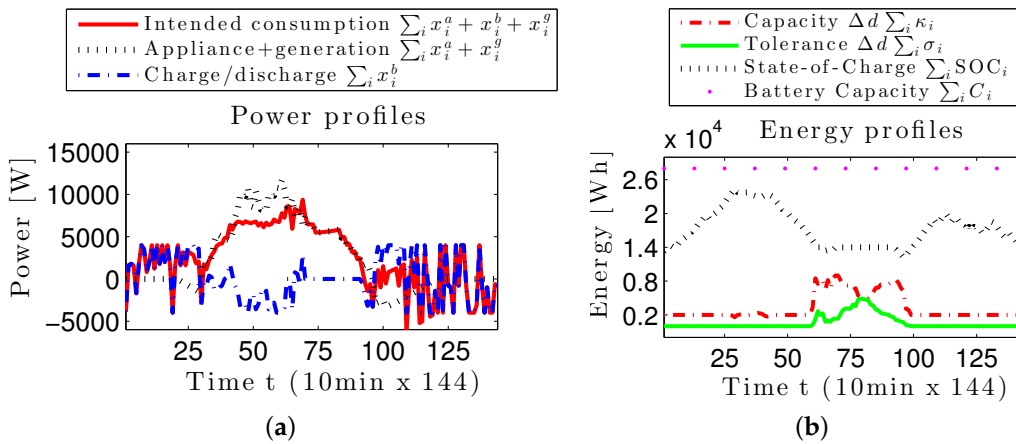 Intended consumption ∑ᵢ xᵢᵃ + xᵢᵇ + xᵢᵍ
Appliance+generation ∑ᵢ xᵢᵃ + xᵢᵍ
Charge/discharge ∑ᵢ xᵢᵇ
Power profiles
Power [W]
15000
10000
5000
0
−5000
25
50
75
100
125
Time t (10min x 144)
(a)
Capacity Δd ∑ᵢ κᵢ
Tolerance Δd ∑ᵢ σᵢ
State-of-Charge ∑ᵢ SOCᵢ
Battery Capacity ∑ᵢ Cᵢ
x 10⁴
Energy profiles
Energy [Wh]
2.6
2
1.4
0.8
0.2
25
50
75
100
125
Time t (10min x 144)
(b)